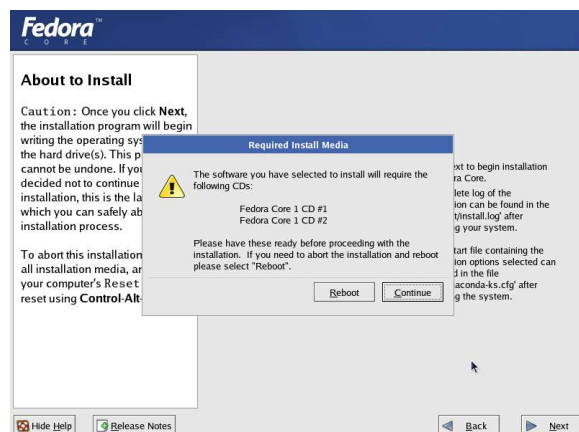 Fedora™
CORE
About to Install
Caution: Once you click Next,
the installation program will begin
writing the operating sys
the hard drive(s). This p
cannot be undone. If you
decided not to continue
installation, this is the la
which you can safely ab
installation process.
To abort this installation
all installation media, an
your computer's Reset
reset using Control-Alt-
Required Install Media
The software you have selected to install will require the
following CDs:
Fedora Core 1 CD #1
Fedora Core 1 CD #2
Please have these ready before proceeding with the
installation. If you need to abort the installation and reboot
please select "Reboot".
Reboot
Continue
ext to begin installation
ra Core.
lete log of the
ion can be found in the
t/install.log' after
g your system.
tart file containing the
ion options selected can
d in the file
aconda-ks.cfg' after
g the system.
Hide Help
Release Notes
Back
Next